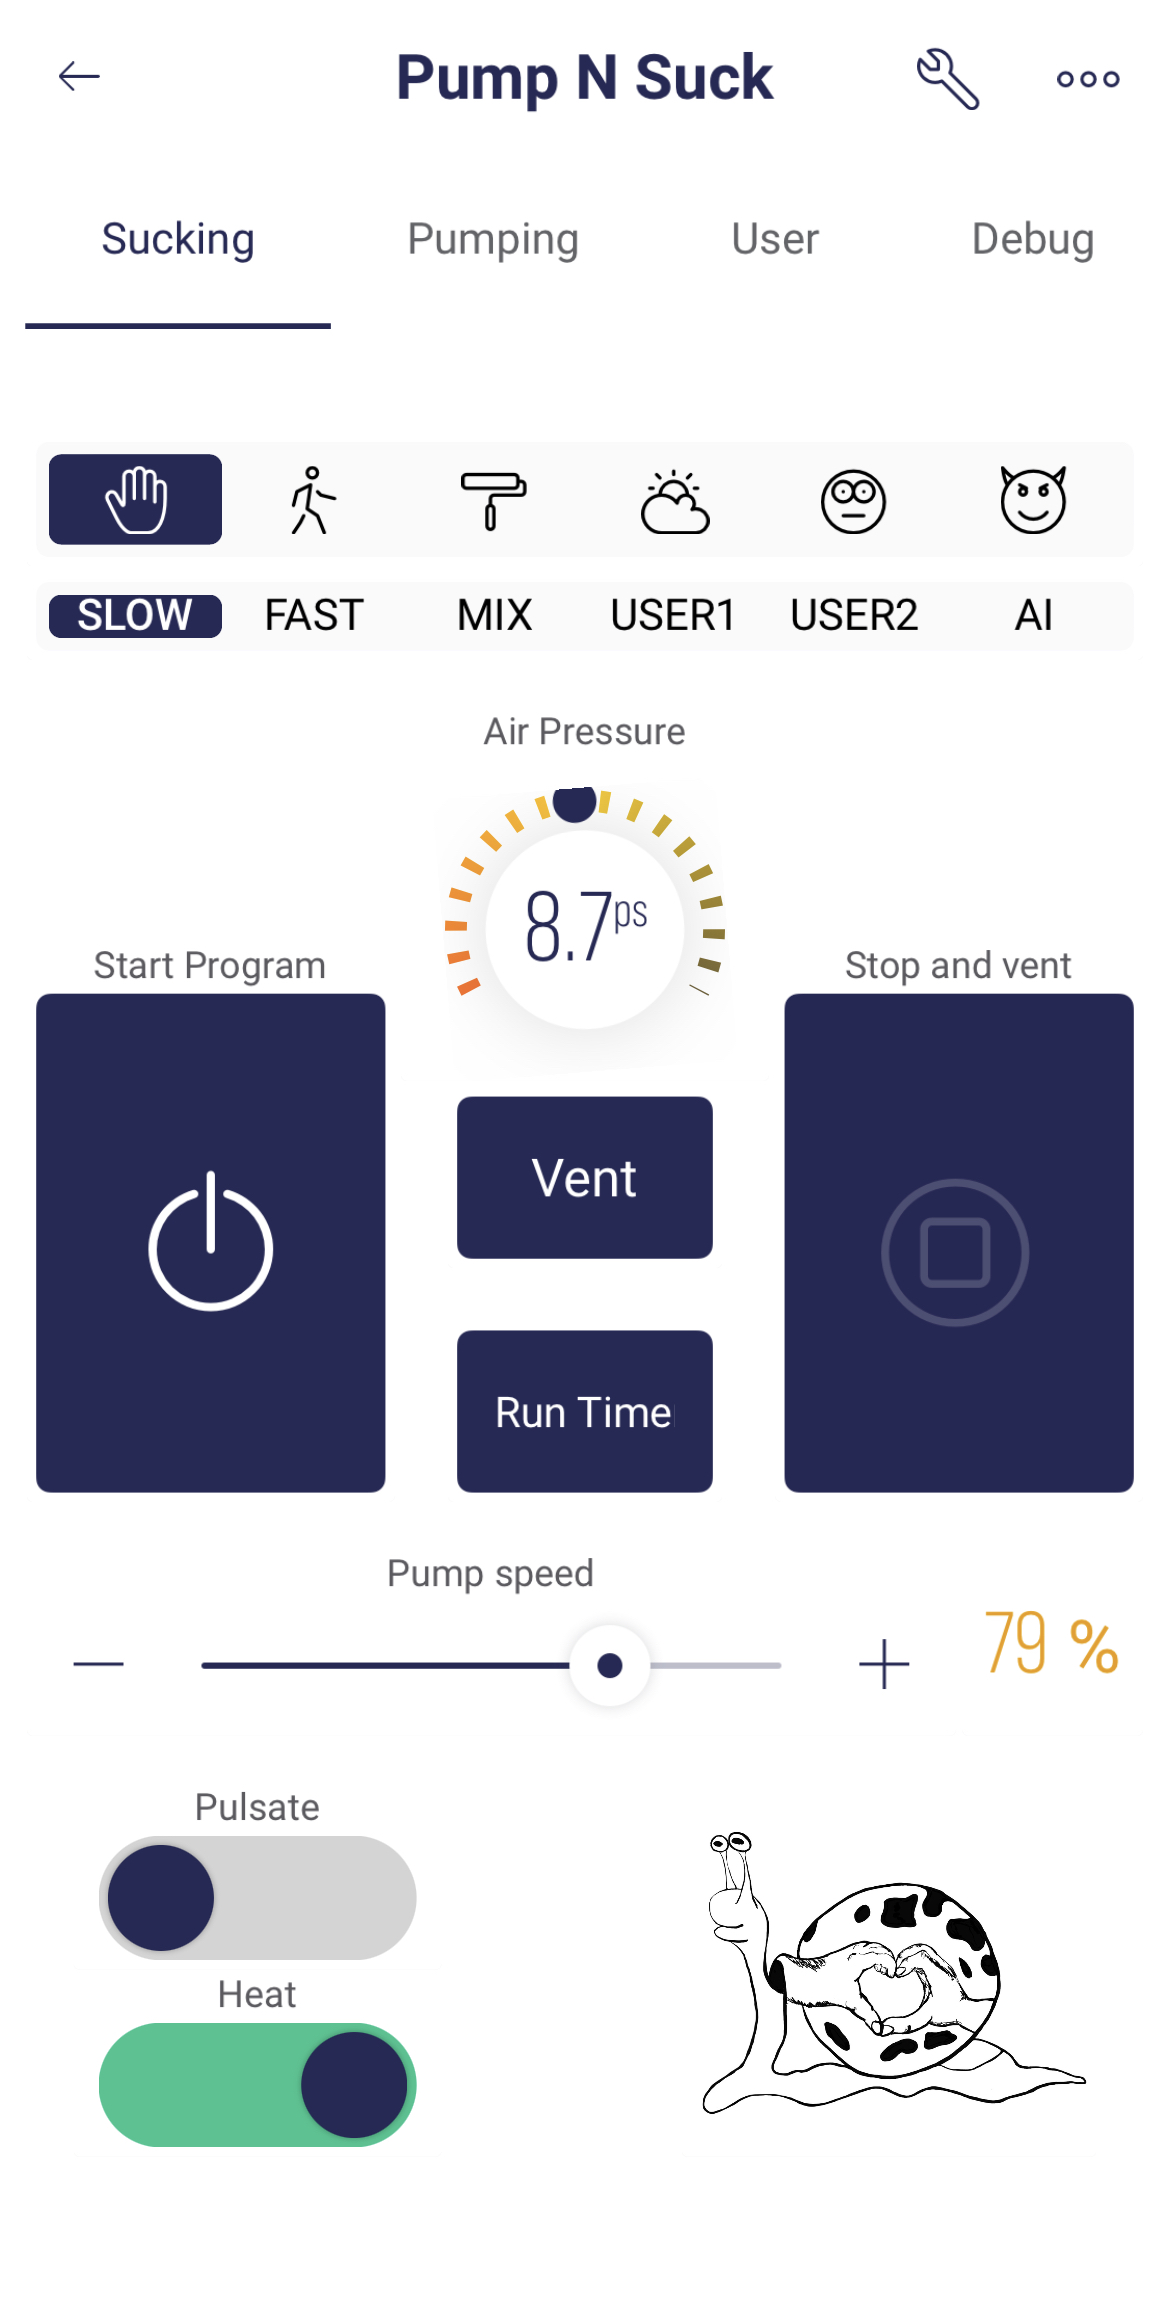 Pump N Suck
Sucking Pumping User Debug
SLOW FAST MIX USER1 USER2 AI
Air Pressure
8.7ps
Start Program
Stop and vent
Vent
Run Time
Pump speed
79 %
Pulsate
Heat